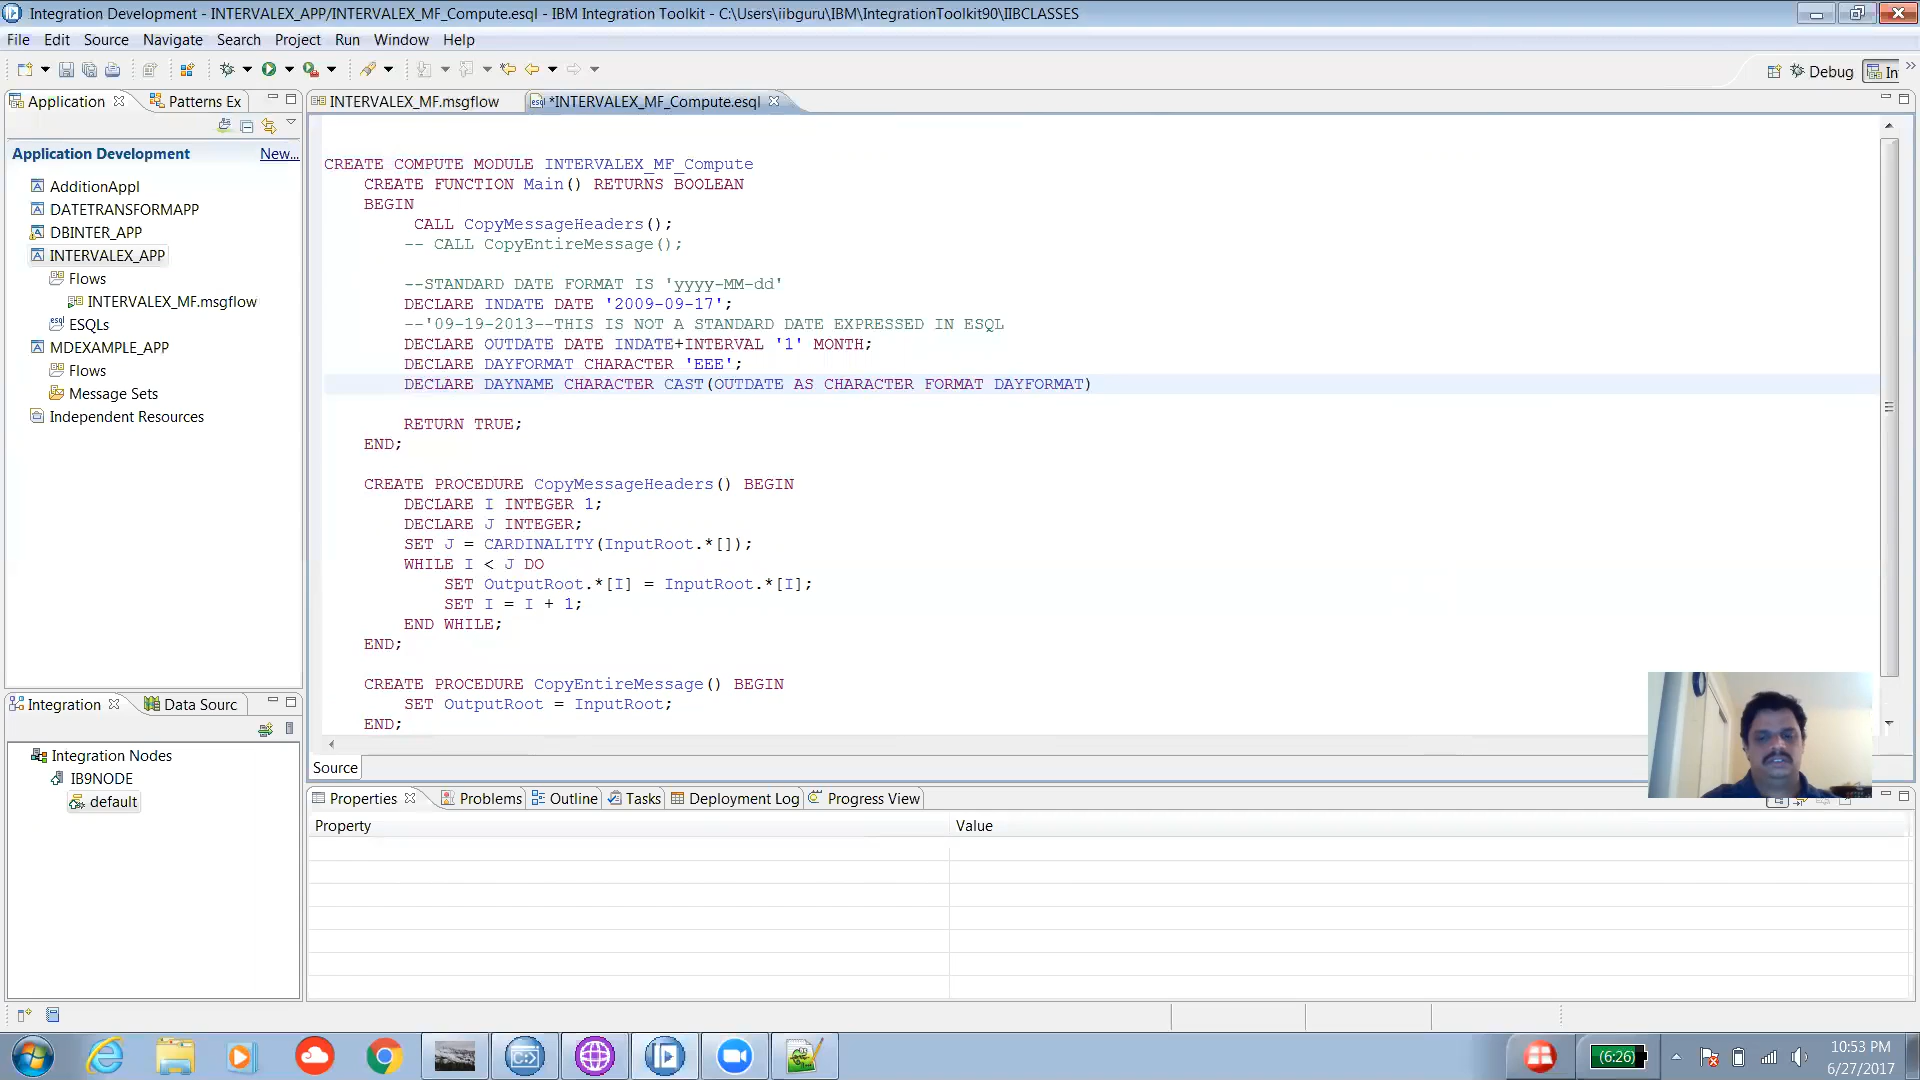 Integration Development - INTERVALEX_APP/INTERVALEX_MF_Compute.esql - IBM Integration Toolkit - C:\Users\iibguru\IBM\IntegrationToolkit90\IIBCLASSES
File Edit Source Navigate Search Project Run Window Help
Debug In
Application Patterns Ex
INTERVALEX_MF.msgflow *INTERVALEX_MF_Compute.esql
Application Development New...
AdditionAppl
DATETRANSFORMAPP
DBINTER_APP
INTERVALEX_APP
Flows
INTERVALEX_MF.msgflow
ESQLs
MDEXAMPLE_APP
Flows
Message Sets
Independent Resources
CREATE COMPUTE MODULE INTERVALEX_MF_Compute
CREATE FUNCTION Main() RETURNS BOOLEAN
BEGIN
CALL CopyMessageHeaders();
-- CALL CopyEntireMessage();
--STANDARD DATE FORMAT IS 'yyyy-MM-dd'
DECLARE INDATE DATE '2009-09-17';
--'09-19-2013--THIS IS NOT A STANDARD DATE EXPRESSED IN ESQL
DECLARE OUTDATE DATE INDATE+INTERVAL '1' MONTH;
DECLARE DAYFORMAT CHARACTER 'EEE';
DECLARE DAYNAME CHARACTER CAST(OUTDATE AS CHARACTER FORMAT DAYFORMAT)
RETURN TRUE;
END;
CREATE PROCEDURE CopyMessageHeaders() BEGIN
DECLARE I INTEGER 1;
DECLARE J INTEGER;
SET J = CARDINALITY(InputRoot.*[]);
WHILE I < J DO
SET OutputRoot.*[I] = InputRoot.*[I];
SET I = I + 1;
END WHILE;
END;
CREATE PROCEDURE CopyEntireMessage() BEGIN
SET OutputRoot = InputRoot;
END;
Source
Integration Data Sourc
Integration Nodes
IB9NODE
default
Properties Problems Outline Tasks Deployment Log Progress View
Property Value
(6:26)
10:53 PM
6/27/2017